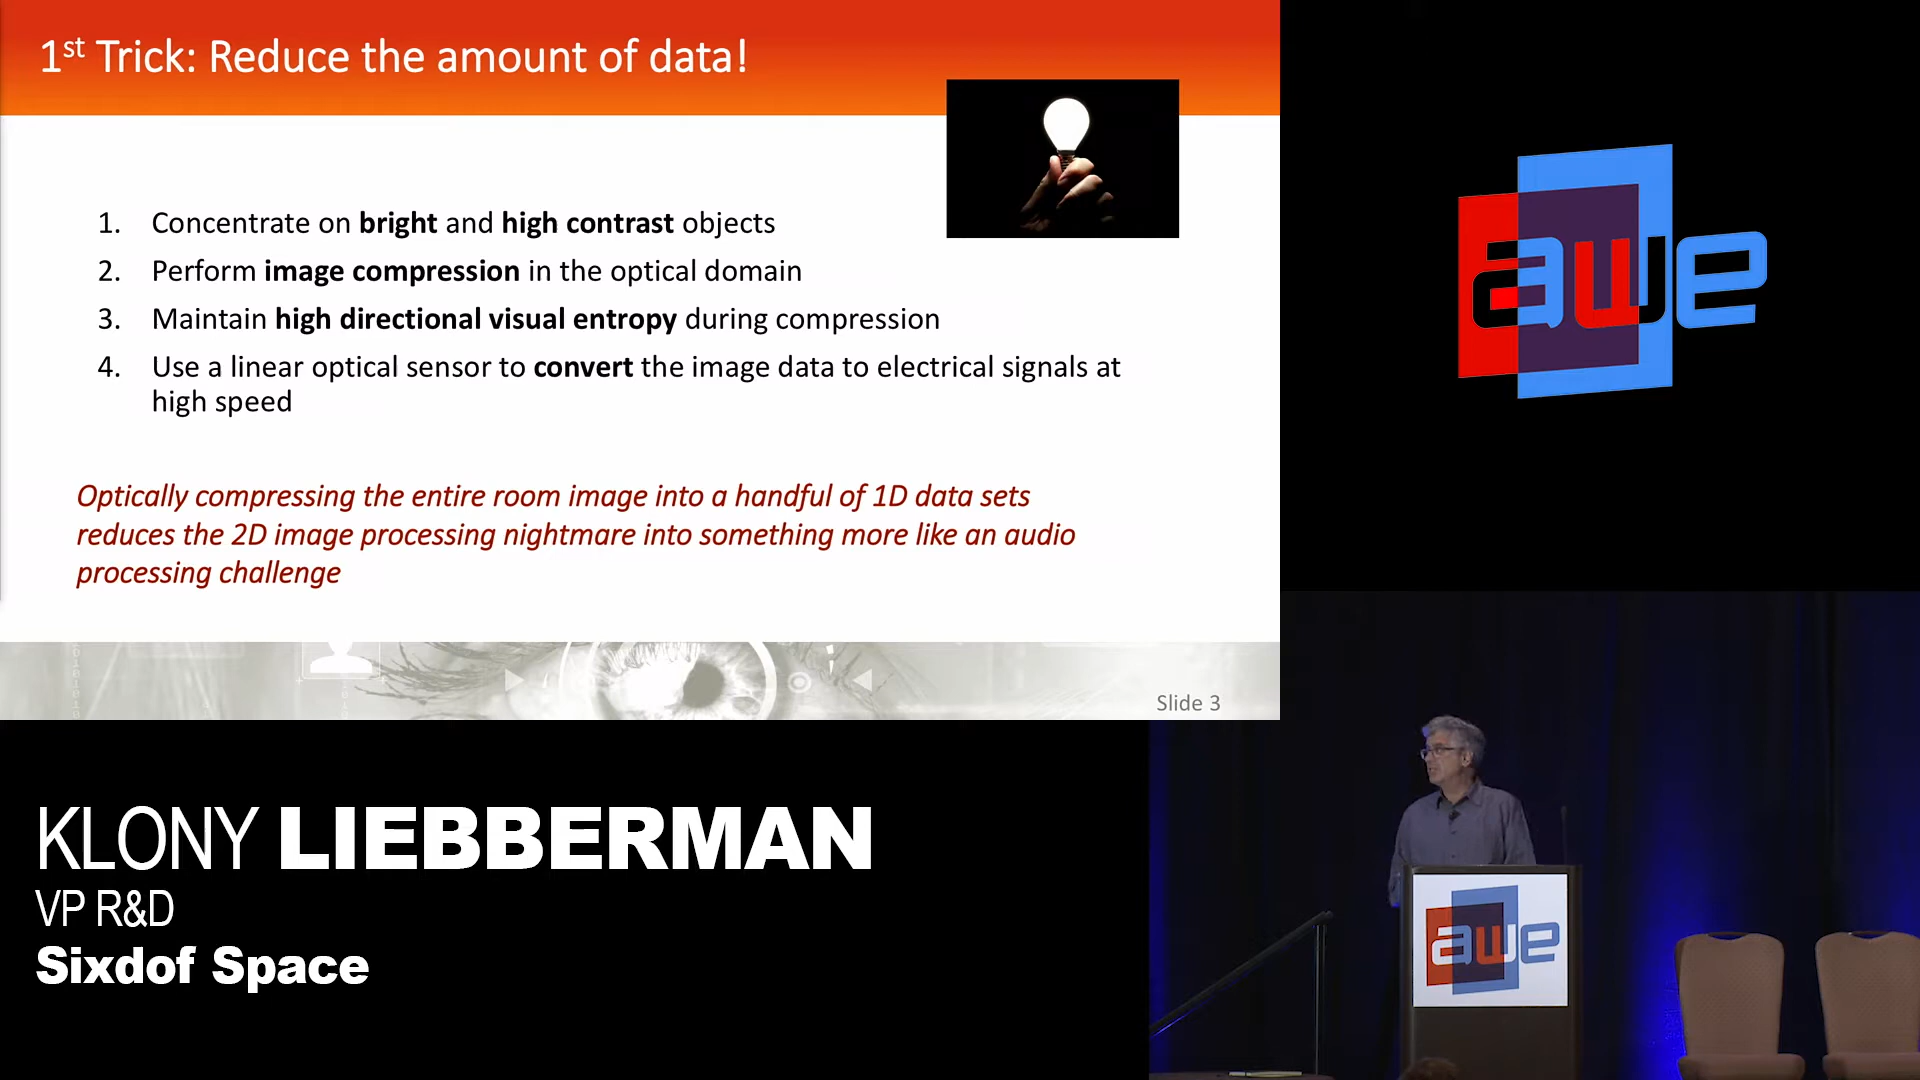 1st Trick: Reduce the amount of data!
1. Concentrate on bright and high contrast objects
2. Perform image compression in the optical domain
3. Maintain high directional visual entropy during compression
4. Use a linear optical sensor to convert the image data to electrical signals at
high speed
Optically compressing the entire room image into a handful of 1D data sets
reduces the 2D image processing nightmare into something more like an audio
processing challenge
Slide 3
awe
KLONY LIEBBERMAN
VP R&D
Sixdof Space
awe